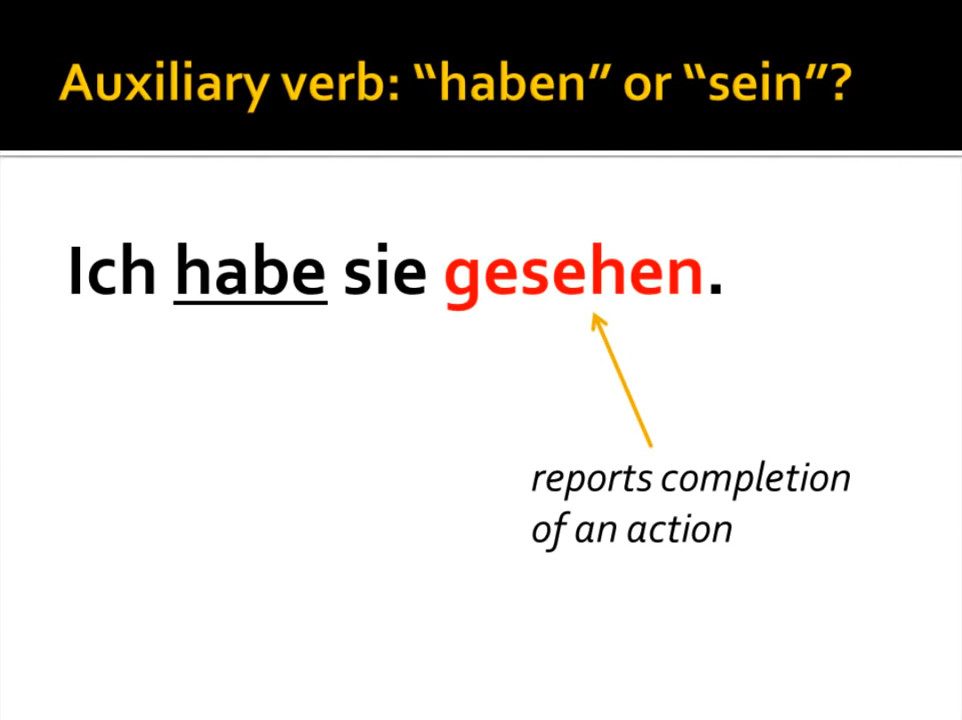 Auxiliary verb: “haben” or “sein”?
Ich habe sie gesehen.
reports completion
of an action